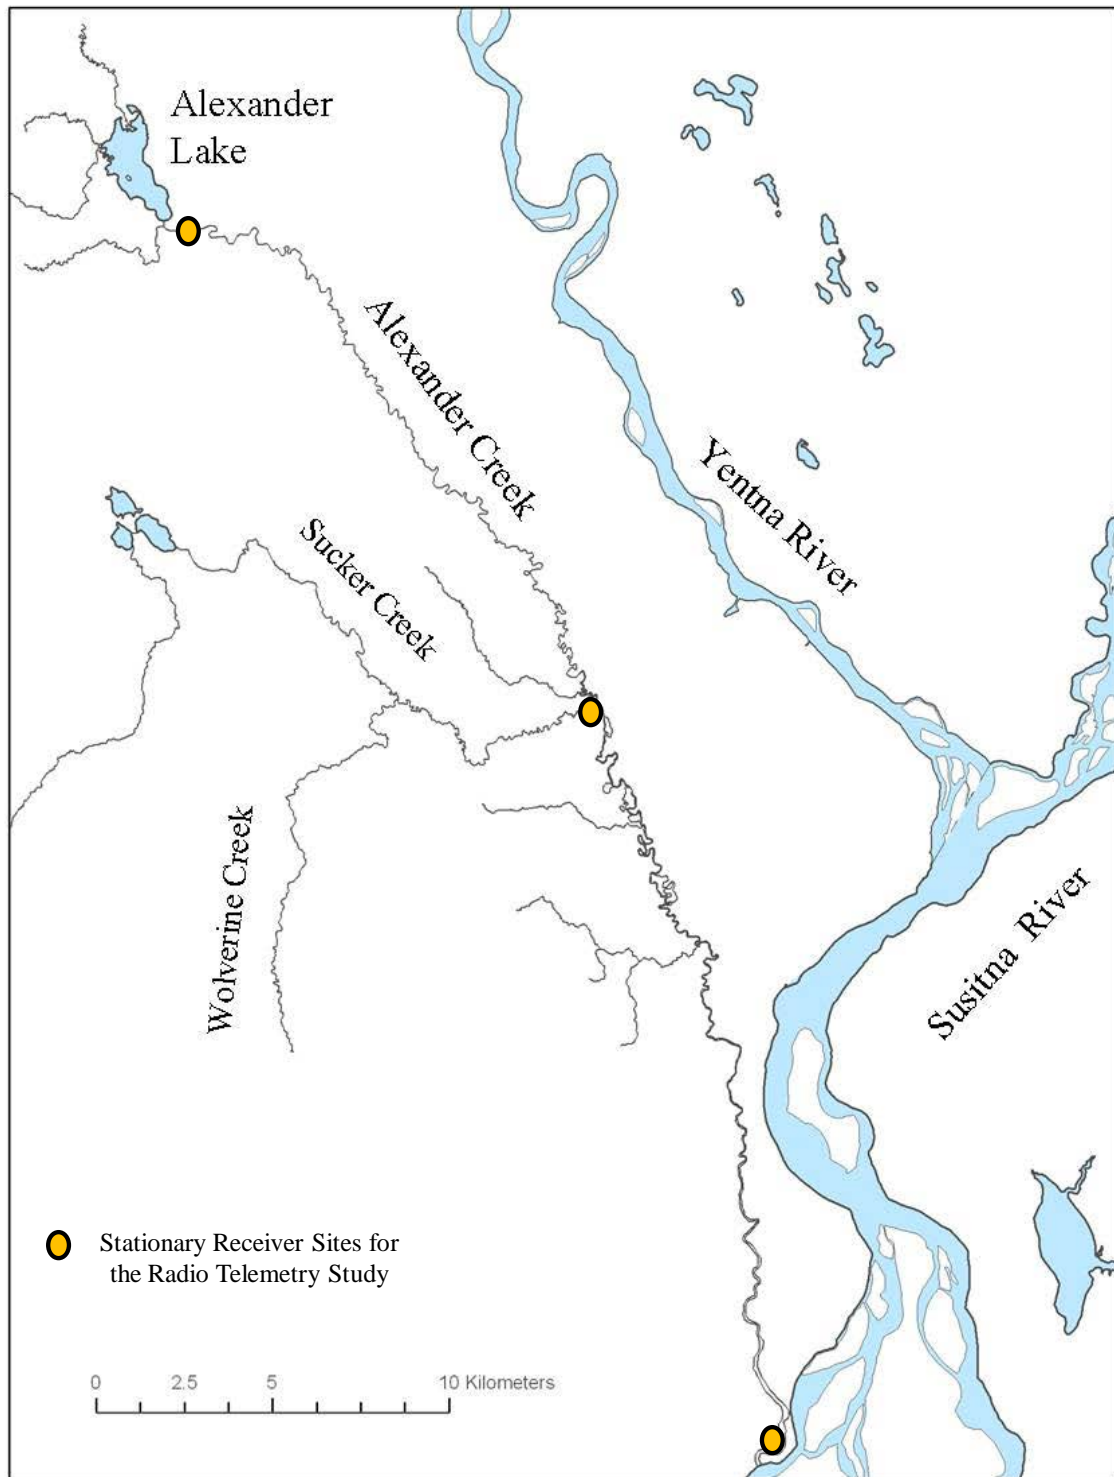 Alexander
Lake
Alexander Creek
Yentna River
Sucker Creek
Wolverine Creek
Susitna River
Stationary Receiver Sites for
the Radio Telemetry Study
0 2.5 5 10 Kilometers